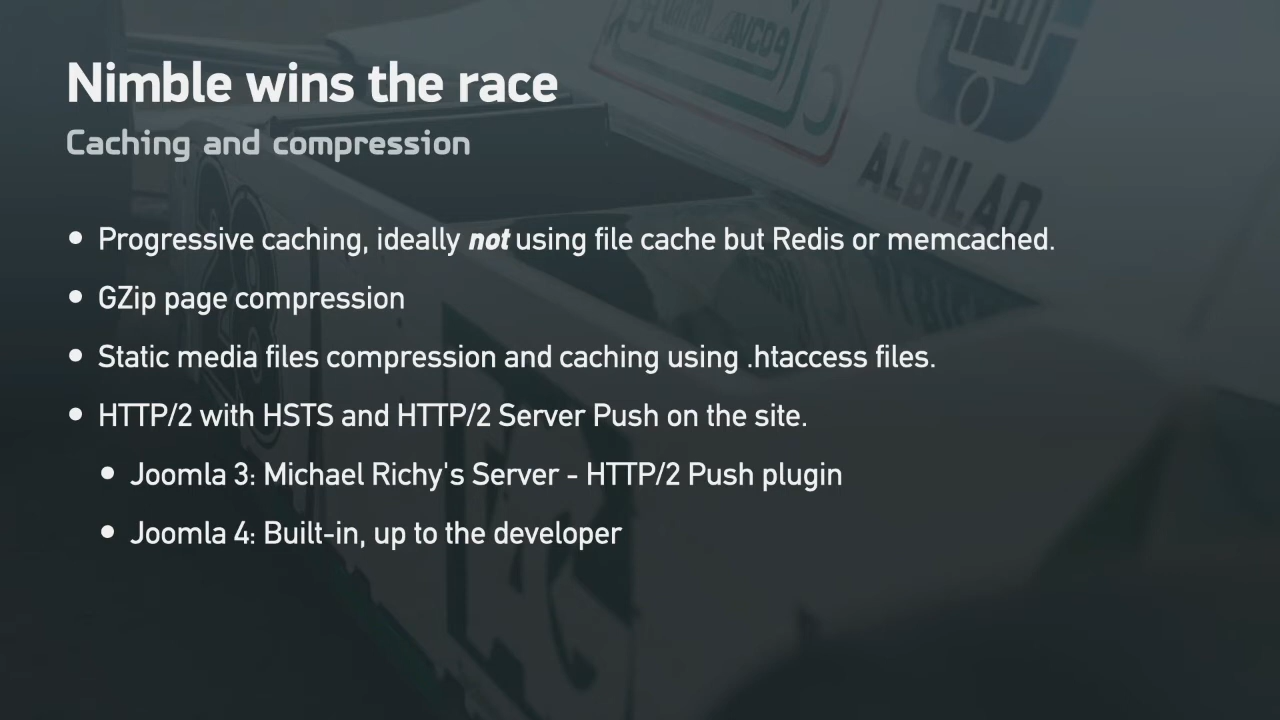 Nimble wins the race
Caching and compression
AVCO
ALBILAD
Progressive caching, ideally not using file cache but Redis or memcached.
GZip page compression
Static media files compression and caching using .htaccess files.
HTTP/2 with HSTS and HTTP/2 Server Push on the site.
Joomla 3: Michael Richy's Server - HTTP/2 Push plugin
Joomla 4: Built-in, up to the developer